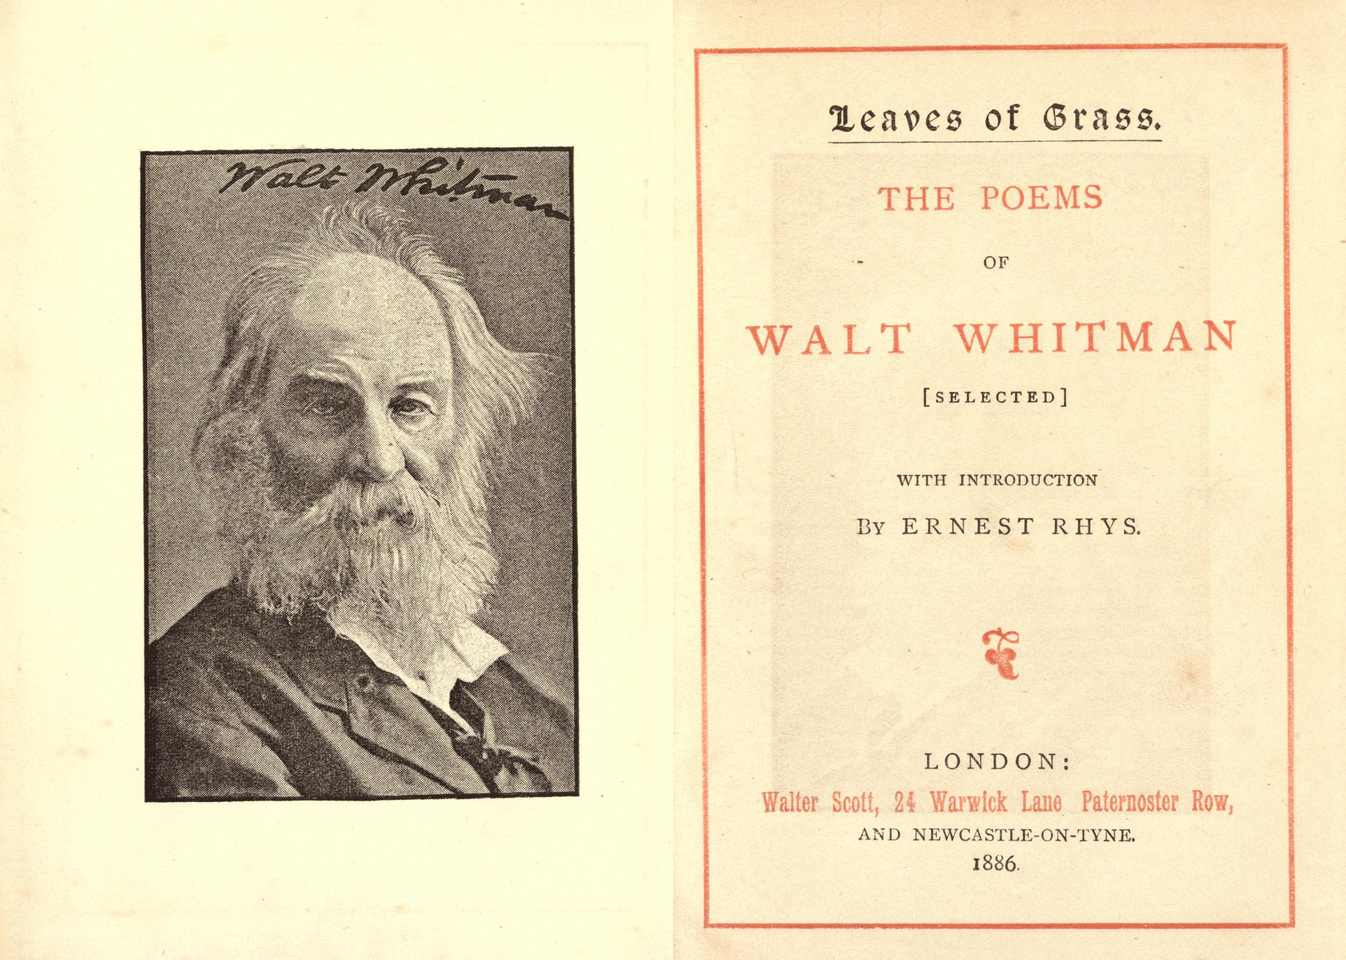 Walt Whitman
Leaves of Grass.
THE POEMS
OF
WALT WHITMAN
[SELECTED]
WITH INTRODUCTION
By ERNEST RHYS.
LONDON:
Walter Scott, 24 Warwick Lane Paternoster Row,
AND NEWCASTLE-ON-TYNE.
1886.